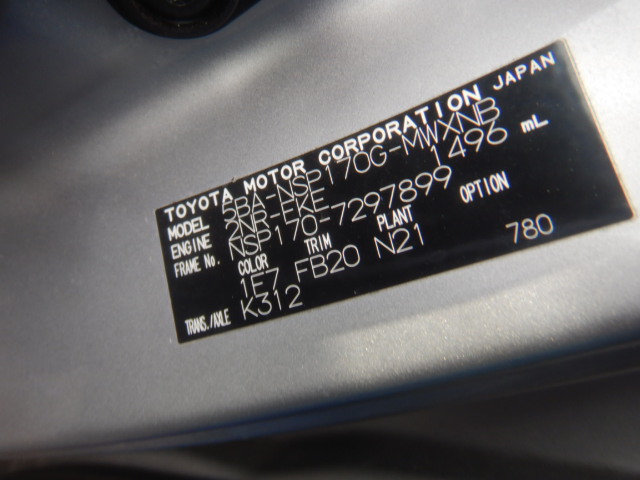 TOYOTA MOTOR CORPORATION JAPAN
MODEL DBA-NSP170G-MWXNB
ENGINE 2NR-FKE 1496 mL
FRAME No. NSP170-7297899
COLOR TRIM PLANT OPTION
1E7 FB20 N21 780
TRANS./AXLE K312